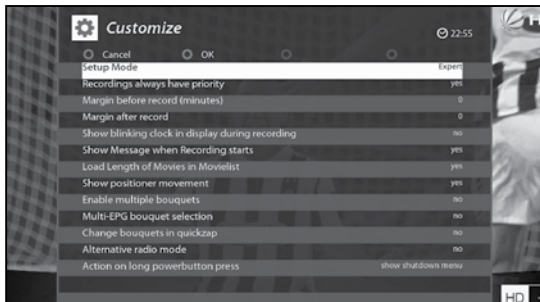 Customize
22:55
Cancel OK
Setup Mode Expert
Recordings always have priority yes
Margin before record (minutes) 0
Margin after record 0
Show blinking clock in display during recording no
Show Message when Recording starts yes
Load Length of Movies in Movielist yes
Show positioner movement yes
Enable multiple bouquets no
Multi-EPG bouquet selection no
Change bouquets in quickzap no
Alternative radio mode no
Action on long powerbutton press show shutdown menu
HD